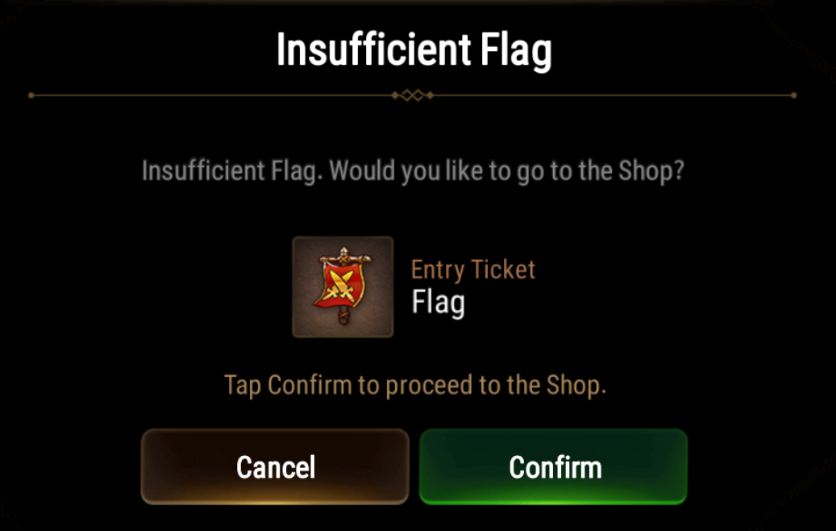 Insufficient Flag
Insufficient Flag. Would you like to go to the Shop?
Entry Ticket
Flag
Tap Confirm to proceed to the Shop.
Cancel
Confirm